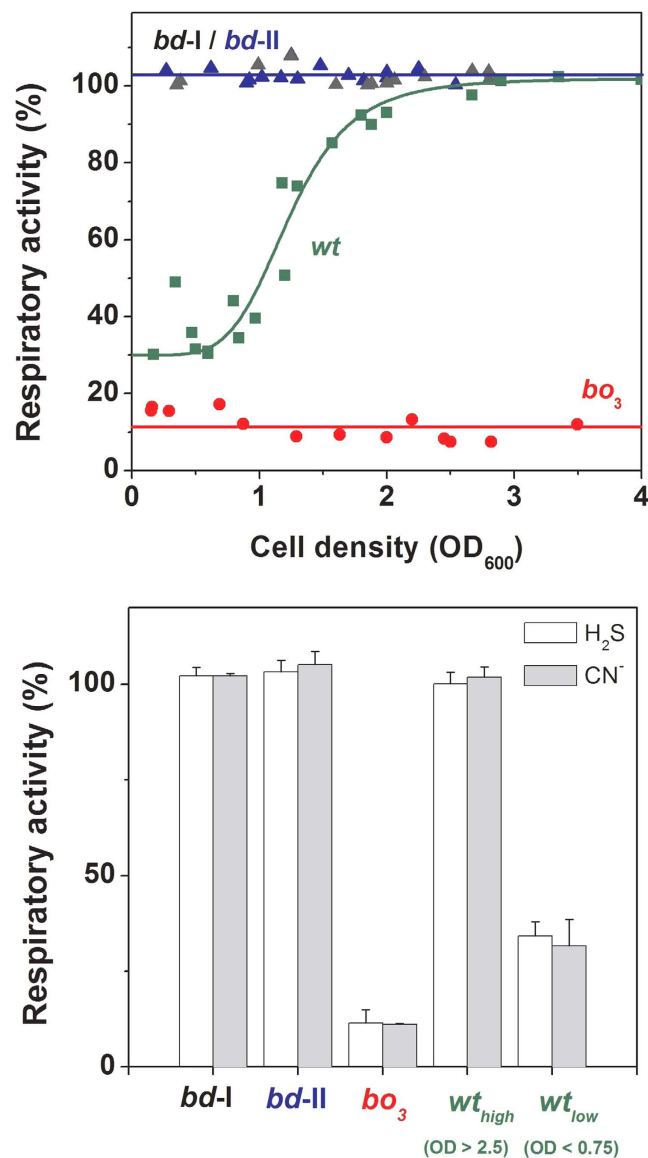 bd-I / bd-II
Respiratory activity (%)
100
80
60
40
20
0
wt
bo₃
0 1 2 3 4
Cell density (OD₆₀₀)
H₂S
CN⁻
Respiratory activity (%)
100
50
0
bd-I bd-II bo₃ wt_high wt_low
(OD > 2.5) (OD < 0.75)